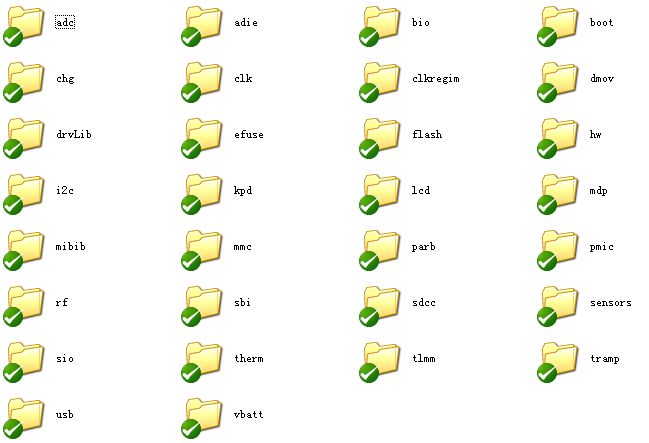 adc adie bio boot
chg clk clkregim dmov
drvLib efuse flash hw
i2c kpd lcd mdp
mibib mmc parb pmic
rf sbi sdcc sensors
sio therm tlmm tramp
usb vbatt